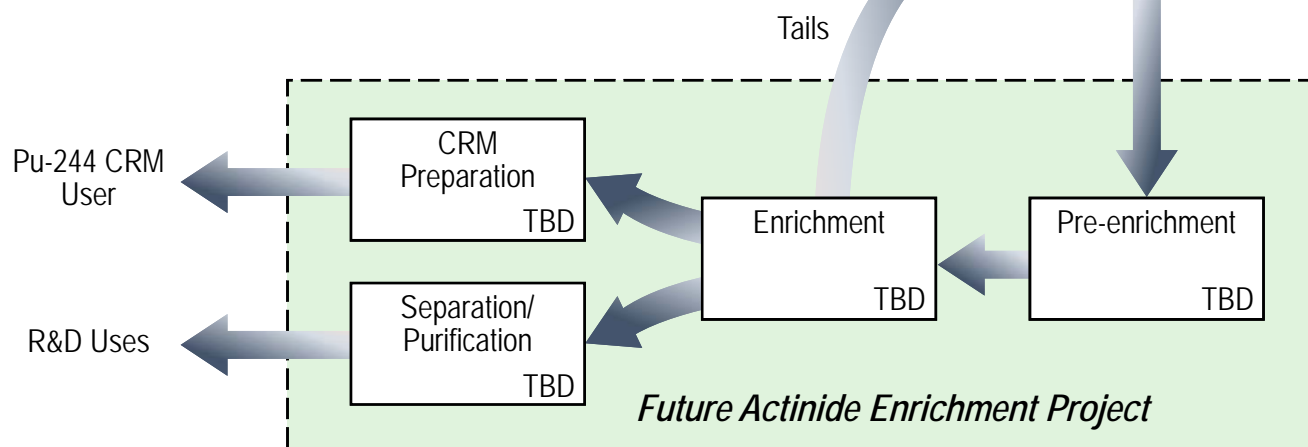 Tails
Pu-244 CRM
User
CRM
Preparation
TBD
Enrichment
TBD
Pre-enrichment
TBD
R&D Uses
Separation/
Purification
TBD
Future Actinide Enrichment Project